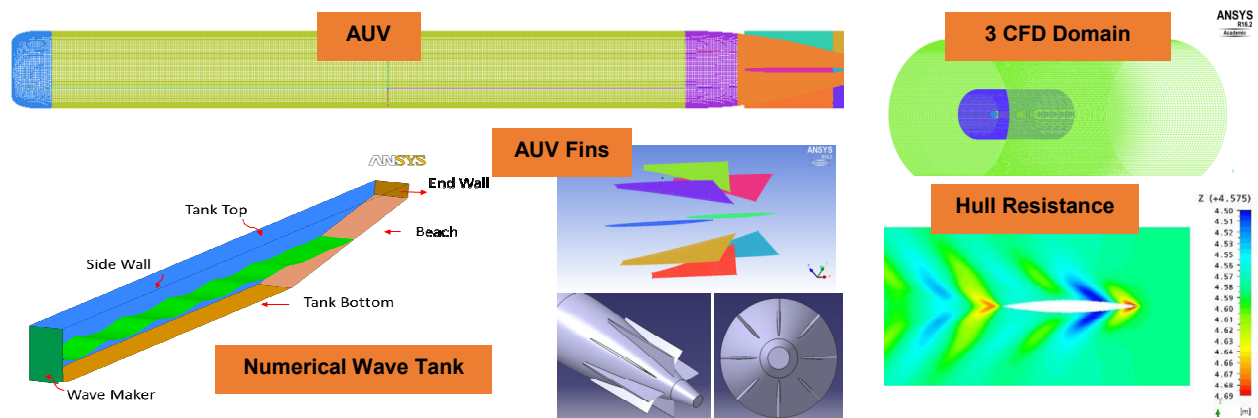 AUV
3 CFD Domain
ANSYS
R16.2
Academic
ANSYS
End Wall
Tank Top
Beach
Side Wall
Tank Bottom
Wave Maker
Numerical Wave Tank
AUV Fins
ANSYS
Hull Resistance
Z (+4.575)
4.50
4.51
4.52
4.53
4.54
4.55
4.56
4.57
4.58
4.59
4.60
4.61
4.62
4.63
4.64
4.65
4.66
4.67
4.68
4.69
[m]